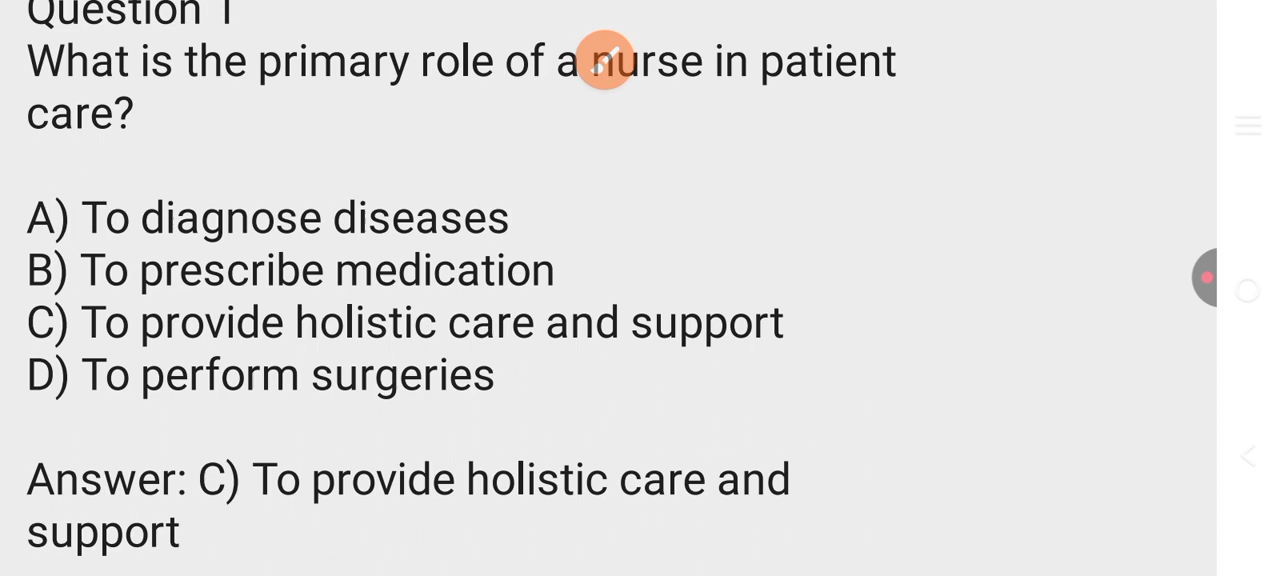 Question 1
What is the primary role of a nurse in patient
care?
A) To diagnose diseases
B) To prescribe medication
C) To provide holistic care and support
D) To perform surgeries
Answer: C) To provide holistic care and
support